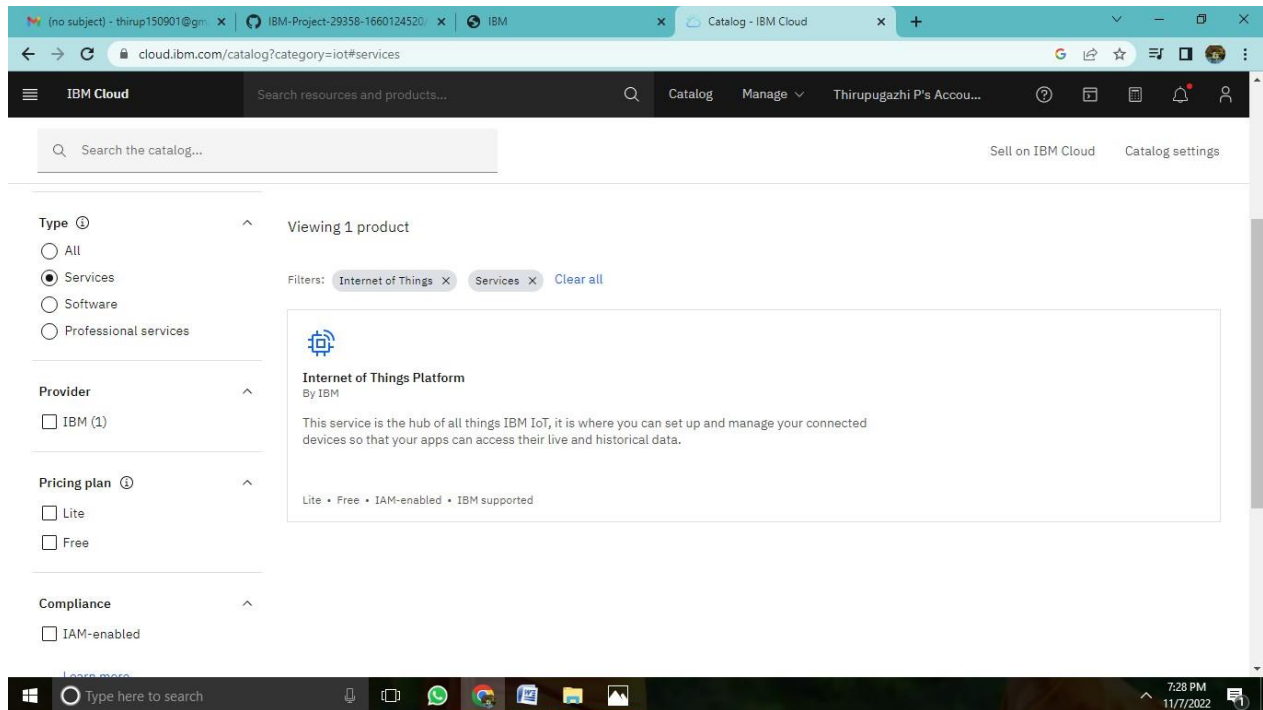 (no subject) - thirup150901@gm
IBM-Project-29358-1660124520/
IBM
Catalog - IBM Cloud
cloud.ibm.com/catalog?category=iot#services
IBM Cloud
Search resources and products...
Catalog
Manage
Thirupugazhi P's Accou...
Search the catalog...
Sell on IBM Cloud
Catalog settings
Type
All
Services
Software
Professional services
Provider
IBM (1)
Pricing plan
Lite
Free
Compliance
IAM-enabled
Learn more
Viewing 1 product
Filters: Internet of Things Services Clear all
Internet of Things Platform
By IBM
This service is the hub of all things IBM IoT, it is where you can set up and manage your connected
devices so that your apps can access their live and historical data.
Lite • Free • IAM-enabled • IBM supported
Type here to search
7:28 PM
11/7/2022